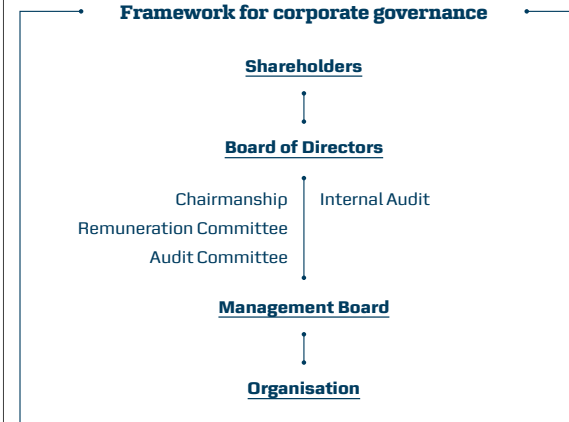 Framework for corporate governance
Shareholders
Board of Directors
Chairmanship
Internal Audit
Remuneration Committee
Audit Committee
Management Board
Organisation